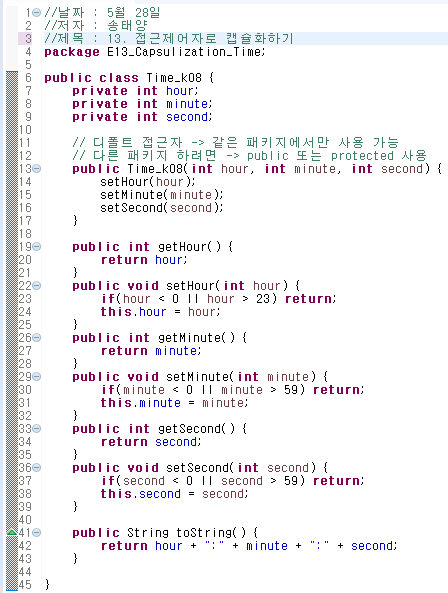 1 //날짜 : 5월 28일
2 //저자 : 송태양
3 //제목 : 13. 접근제어자로 캡슐화하기
4 package E13_Capsulization_Time;
5
6 public class Time_k08 {
7 private int hour;
8 private int minute;
9 private int second;
10
11 // 디폴트 접근자 -> 같은 패키지에서만 사용 가능
12 // 다른 패키지 하려면 -> public 또는 protected 사용
13 public Time_k08(int hour, int minute, int second) {
14 setHour(hour);
15 setMinute(minute);
16 setSecond(second);
17 }
18
19 public int getHour() {
20 return hour;
21 }
22 public void setHour(int hour) {
23 if(hour < 0 || hour > 23) return;
24 this.hour = hour;
25 }
26 public int getMinute() {
27 return minute;
28 }
29 public void setMinute(int minute) {
30 if(minute < 0 || minute > 59) return;
31 this.minute = minute;
32 }
33 public int getSecond() {
34 return second;
35 }
36 public void setSecond(int second) {
37 if(second < 0 || second > 59) return;
38 this.second = second;
39 }
40
41 public String toString() {
42 return hour + ":" + minute + ":" + second;
43 }
44
45 }